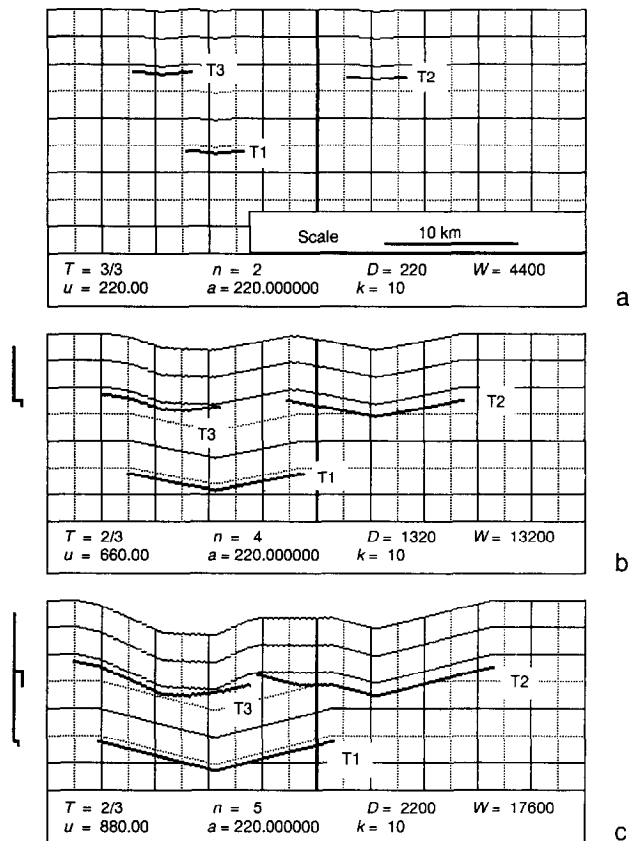 T3
T2
T1
Scale 10 km
T = 3/3 n = 2 D = 220 W = 4400
u = 220.00 a = 220.000000 k = 10
a
T2
T3
T1
T = 2/3 n = 4 D = 1320 W = 13200
u = 660.00 a = 220.000000 k = 10
b
T2
T3
T1
T = 2/3 n = 5 D = 2200 W = 17600
u = 880.00 a = 220.000000 k = 10
c